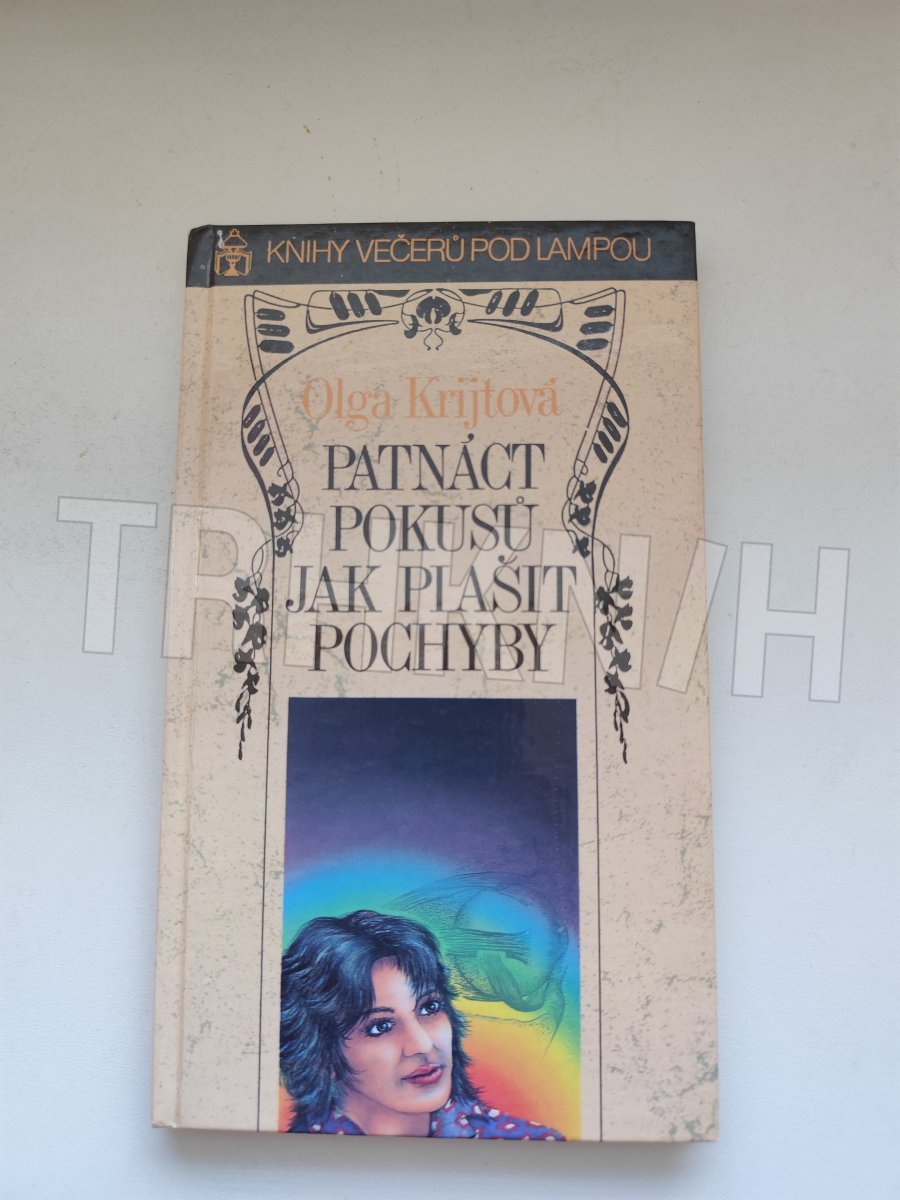 KNIHY VEČERŮ POD LAMPOU
Olga Krijtová
PATNÁCT
POKUSŮ
JAK PLAŠIT
POCHYBY